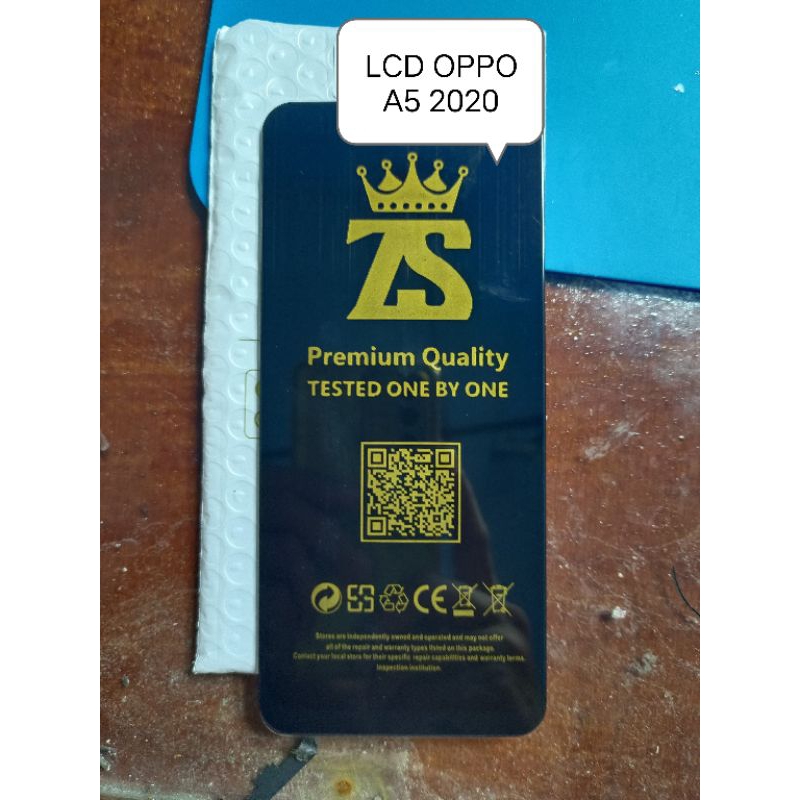 LCD OPPO
A5 2020
ZS
Premium Quality
TESTED ONE BY ONE
CE
Stores are independently owned and operated and may not offer
all of the repair and warranty types listed on this package.
Contact your local store for their specific repair capabilities and warranty terms.
Inspection institution.